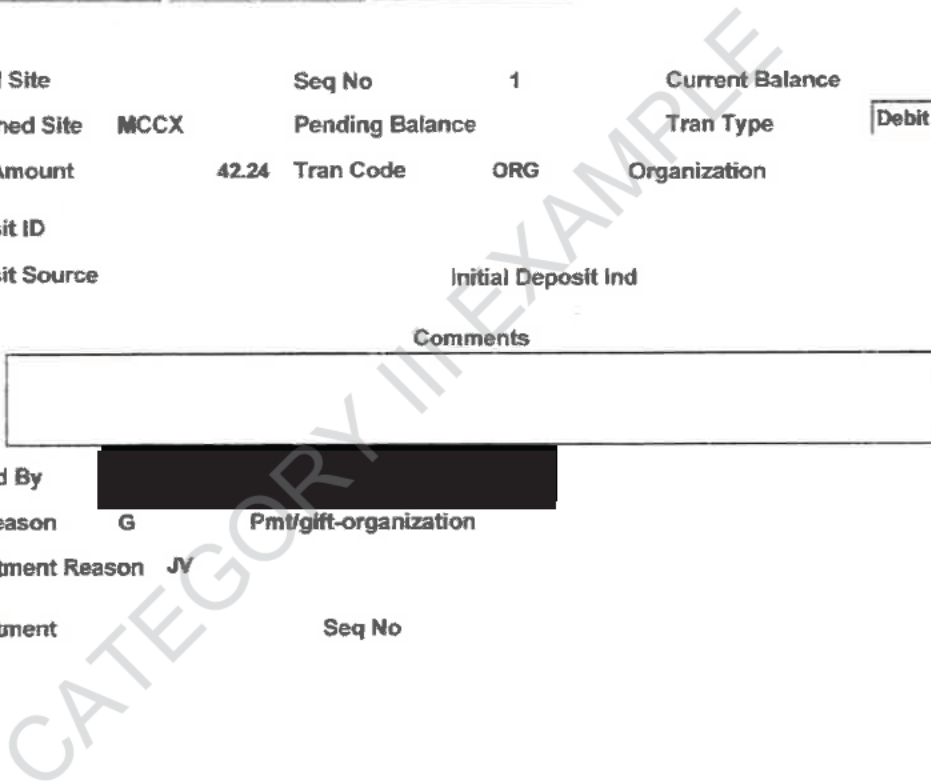 Site Seq No 1 Current Balance
ned Site MCCX Pending Balance Tran Type Debit
Amount 42.24 Tran Code ORG Organization
sit ID
sit Source Initial Deposit Ind
Comments
d By
eason G Pmt/gift-organization
tment Reason JV
tment Seq No
CATEGORY III EXAMPLE